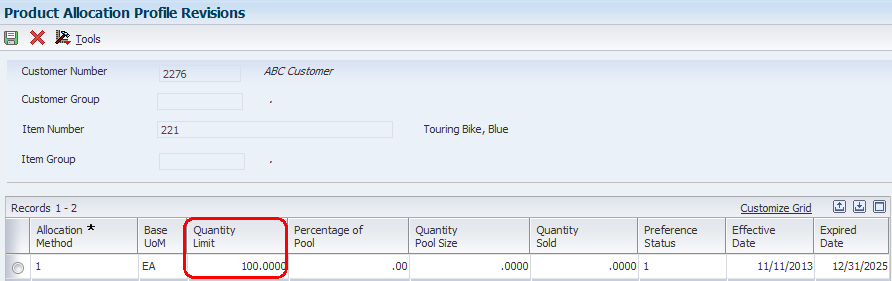 Product Allocation Profile Revisions
Tools
Customer Number 2276 ABC Customer
Customer Group .
Item Number 221 Touring Bike, Blue
Item Group .
Records 1 - 2 Customize Grid
Allocation * Method Base UoM Quantity Limit Percentage of Pool Quantity Pool Size Quantity Sold Preference Status Effective Date Expired Date
1 EA 100.0000 .00 .0000 .0000 1 11/11/2013 12/31/2025